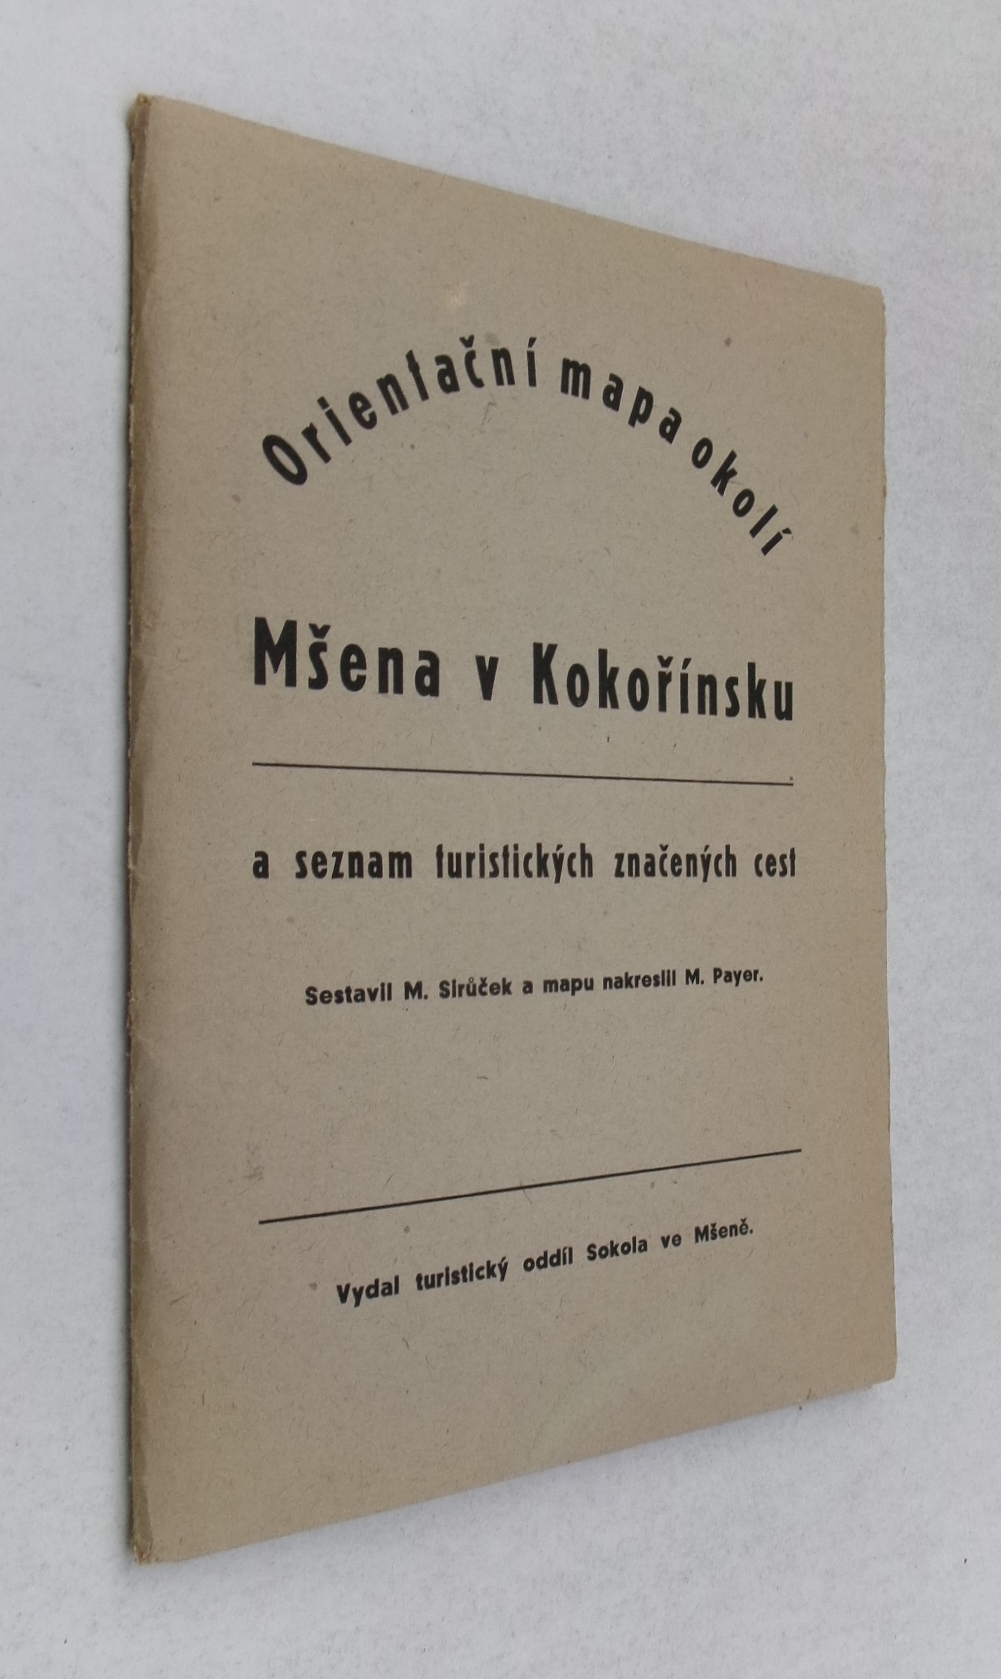 Orientační mapa okolí
Mšena v Kokořínsku
a seznam turistických značených cest
Sestavil M. Sirůček a mapu nakreslil M. Payer.
Vydal turistický oddíl Sokola ve Mšeně.